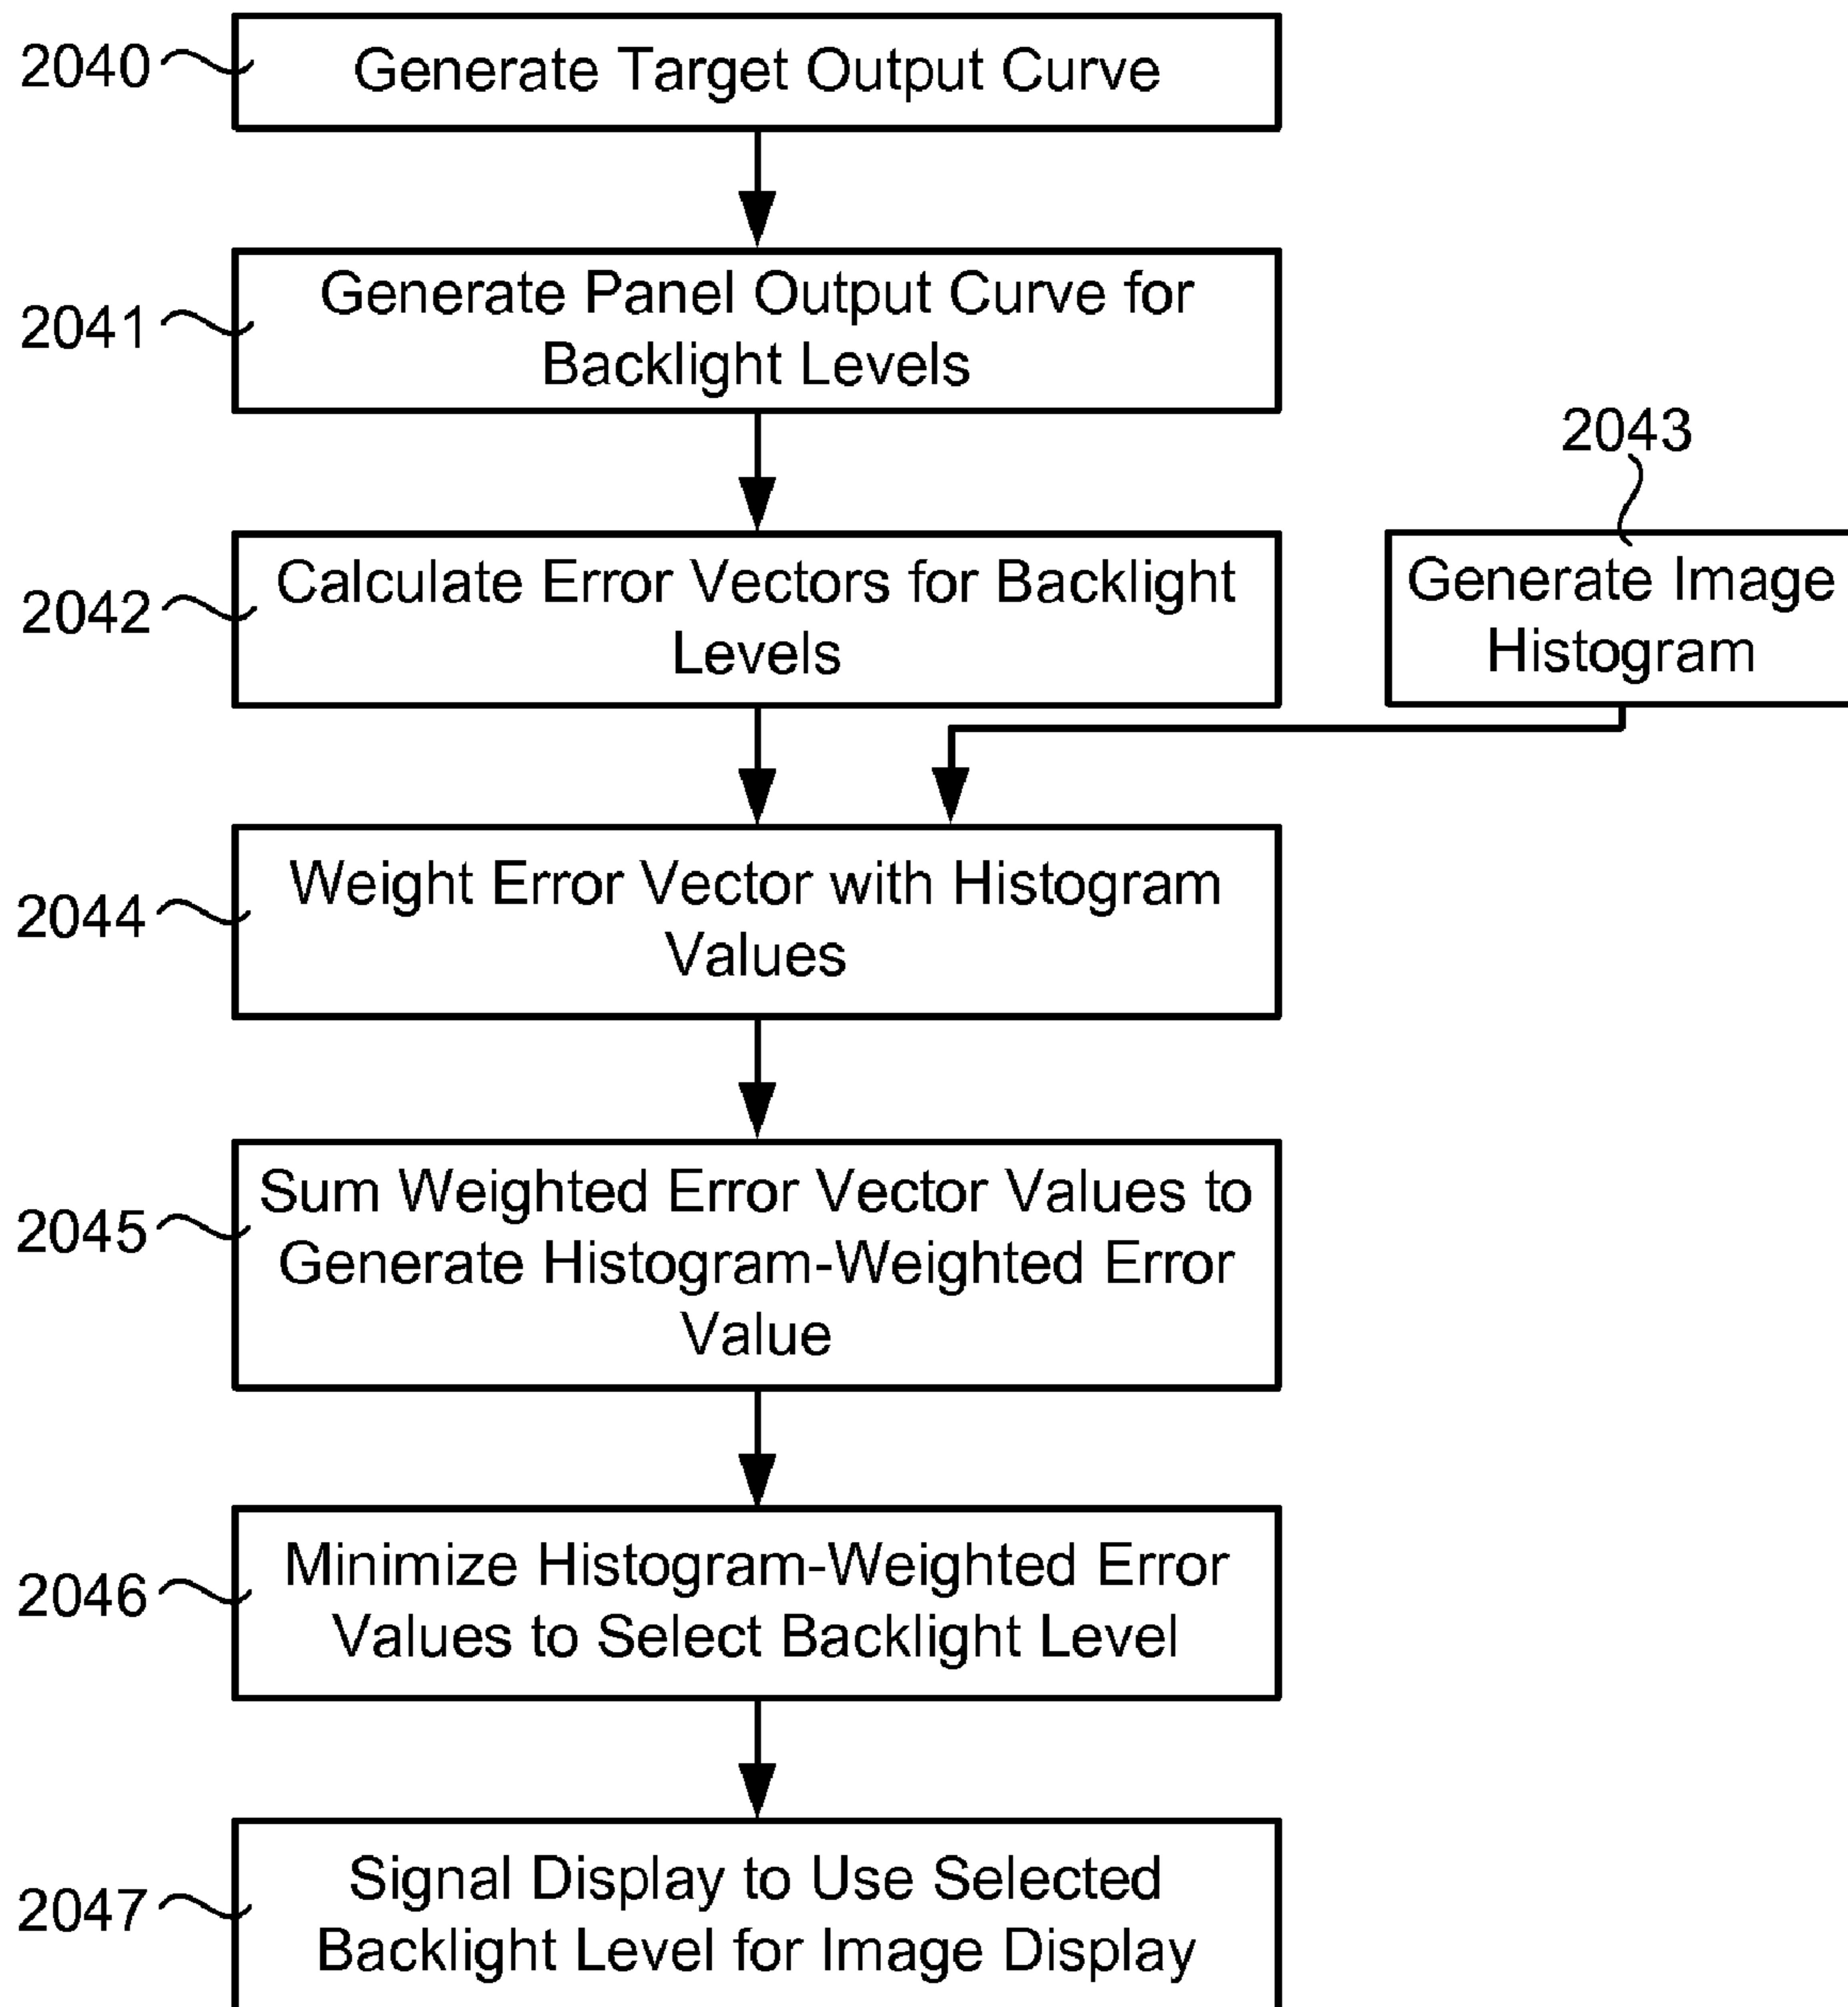 2040
Generate Target Output Curve
2041
Generate Panel Output Curve for
Backlight Levels
2042
Calculate Error Vectors for Backlight
Levels
2043
Generate Image
Histogram
2044
Weight Error Vector with Histogram
Values
2045
Sum Weighted Error Vector Values to
Generate Histogram-Weighted Error
Value
2046
Minimize Histogram-Weighted Error
Values to Select Backlight Level
2047
Signal Display to Use Selected
Backlight Level for Image Display